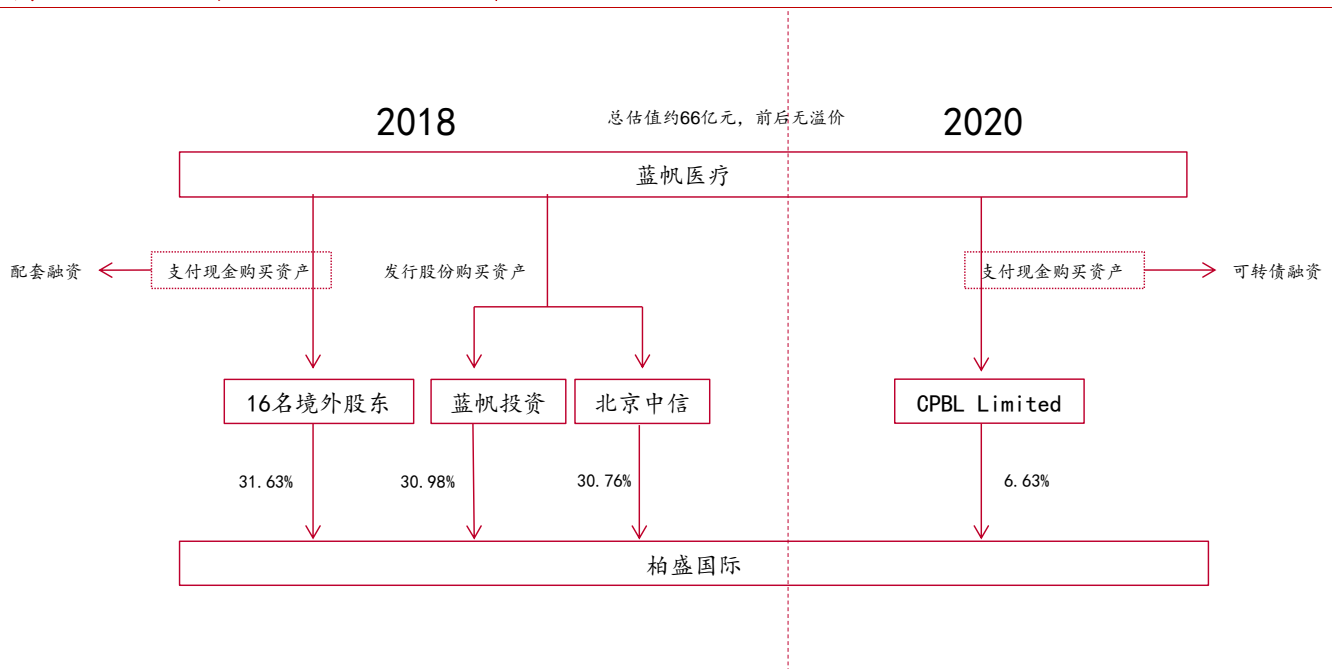 2018
总估值约66亿元，前后无溢价
2020
蓝帆医疗
配套融资
支付现金购买资产
发行股份购买资产
支付现金购买资产
可转债融资
16名境外股东
蓝帆投资
北京中信
CPBL Limited
31.63%
30.98%
30.76%
6.63%
柏盛国际